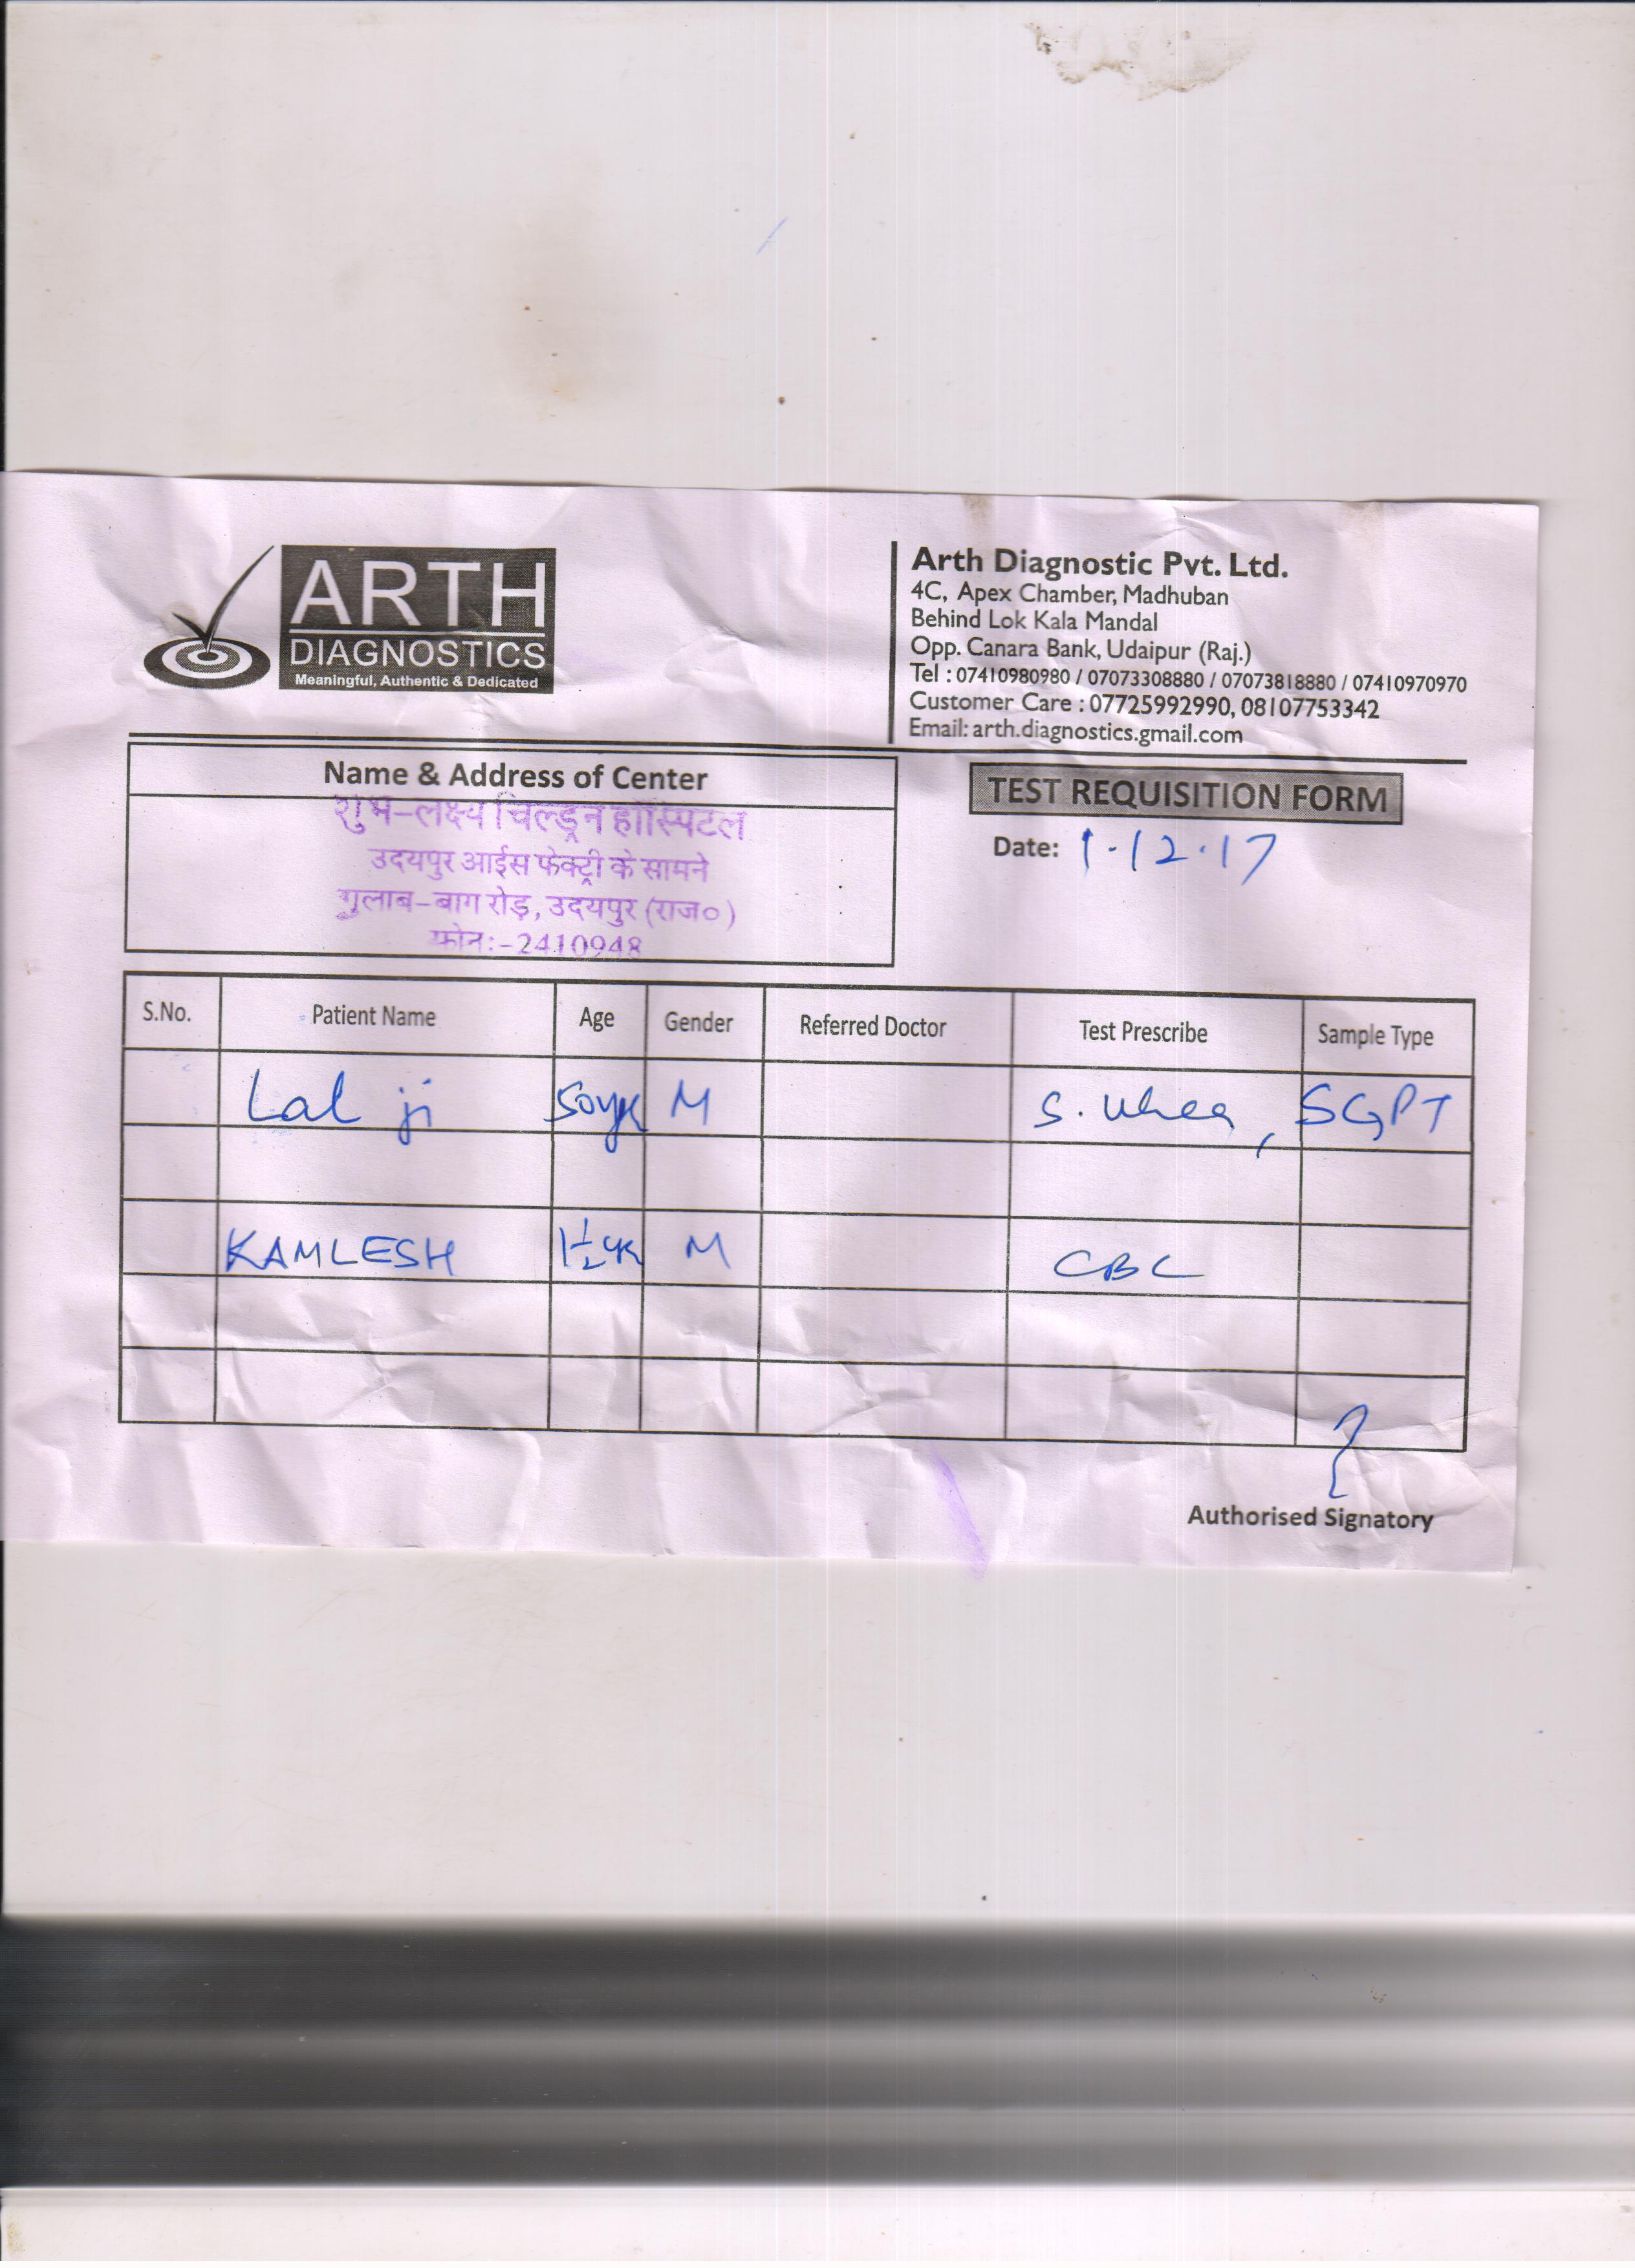 ARTH
DIAGNOSTICS
Meaningful, Authentic & Dedicated
Arth Diagnostic Pvt. Ltd.
4C, Apex Chamber, Madhuban
Behind Lok Kala Mandal
Opp. Canara Bank, Udaipur (Raj.)
Tel : 07410980980 / 07073308880 / 07073818880 / 07410970970
Customer Care : 07725992990, 08107753342
Email: arth.diagnostics.gmail.com
Name & Address of Center
शुभ-लक्ष्य चिल्ड्रन हॉस्पिटल
उदयपुर आईस फेक्ट्री के सामने
गुलाब-बाग रोड़, उदयपुर (राज०)
फोन:-2410948
TEST REQUISITION FORM
Date: 1.12.17
S.No. Patient Name Age Gender Referred Doctor Test Prescribe Sample Type
Lal ji 50yr M S. Urea, SGPT
KAMLESH 1½ yr M CBC
Authorised Signatory